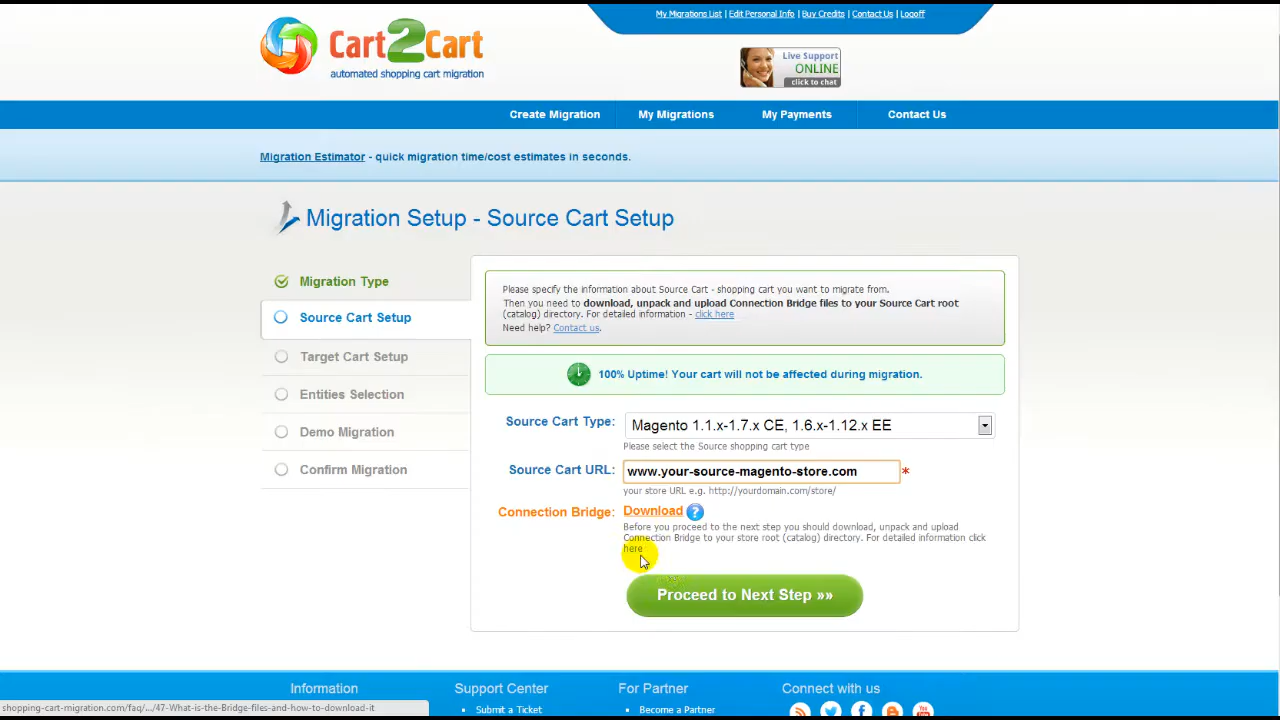 My Migrations List | Edit Personal Info | Buy Credits | Contact Us | Logoff
Cart2Cart
automated shopping cart migration
Live Support
ONLINE
click to chat
Create Migration
My Migrations
My Payments
Contact Us
Migration Estimator - quick migration time/cost estimates in seconds.
Migration Setup - Source Cart Setup
Migration Type
Source Cart Setup
Target Cart Setup
Entities Selection
Demo Migration
Confirm Migration
Please specify the information about Source Cart - shopping cart you want to migrate from.
Then you need to download, unpack and upload Connection Bridge files to your Source Cart root
(catalog) directory. For detailed information - click here
Need help? Contact us.
100% Uptime! Your cart will not be affected during migration.
Source Cart Type: Magento 1.1.x-1.7.x CE, 1.6.x-1.12.x EE
Please select the Source shopping cart type
Source Cart URL: www.your-source-magento-store.com *
your store URL e.g. http://yourdomain.com/store/
Connection Bridge: Download ?
Before you proceed to the next step you should download, unpack and upload
Connection Bridge to your store root (catalog) directory. For detailed information click
here
Proceed to Next Step »»
Information
Support Center
For Partner
Connect with us
• Submit a Ticket
• Become a Partner
You
shopping-cart-migration.com/faq/.../47-What-is-the-Bridge-files-and-how-to-download-it